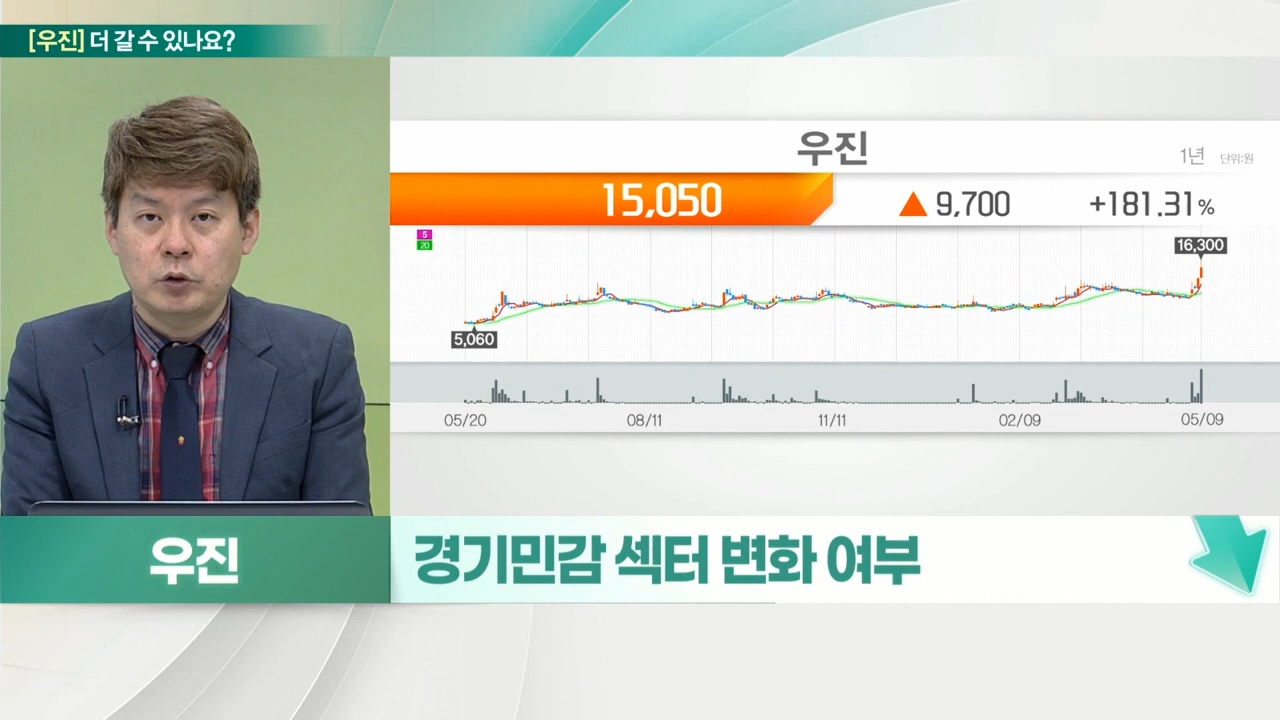 [우진] 더 갈 수 있나요?
우진
1년 단위:원
15,050 ▲ 9,700 +181.31%
5
20
16,300
5,060
05/20 08/11 11/11 02/09 05/09
우진 경기민감 섹터 변화 여부